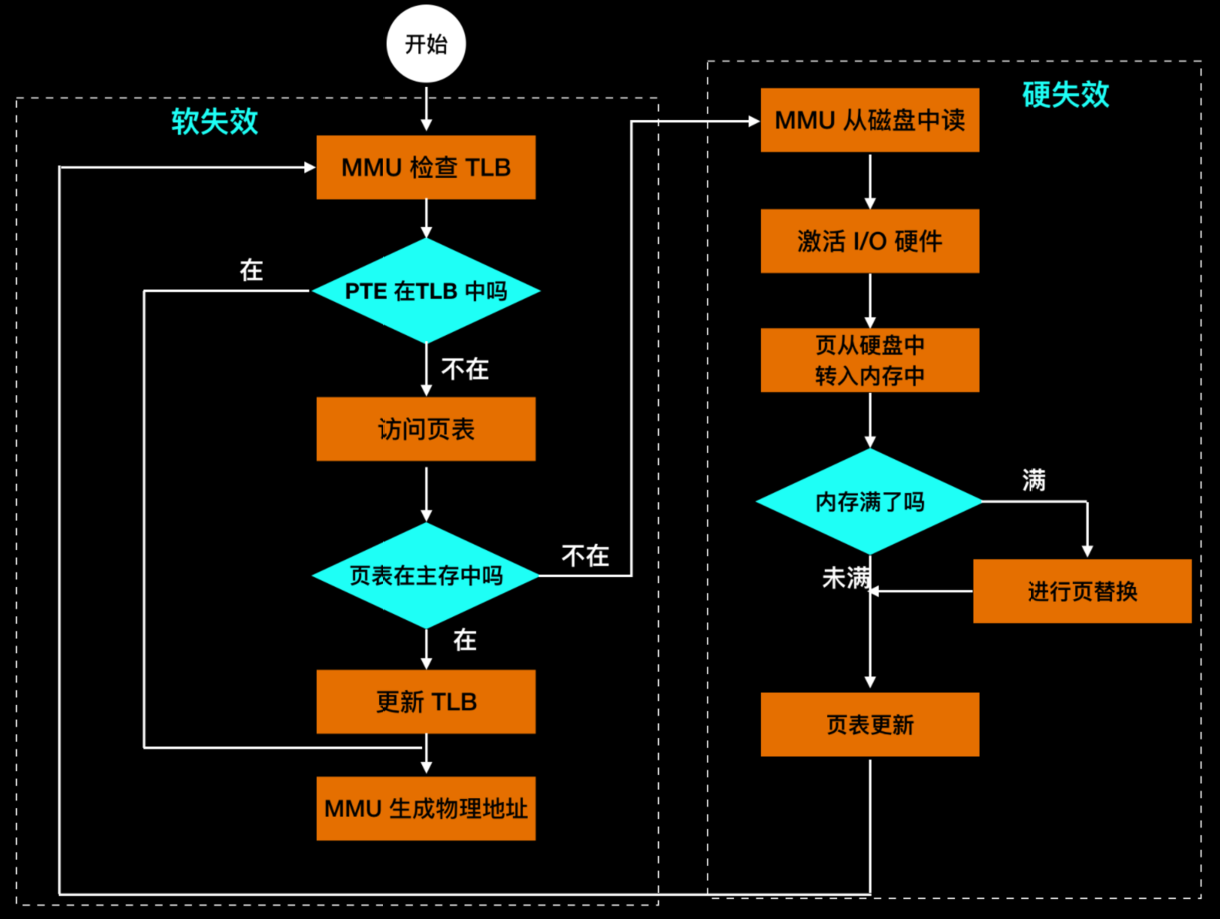 开始
软失效
MMU 检查 TLB
在
PTE 在TLB 中吗
不在
访问页表
页表在主存中吗
不在
在
更新 TLB
MMU 生成物理地址
硬失效
MMU 从磁盘中读
激活 I/O 硬件
页从硬盘中
转入内存中
内存满了吗
满
未满
进行页替换
页表更新